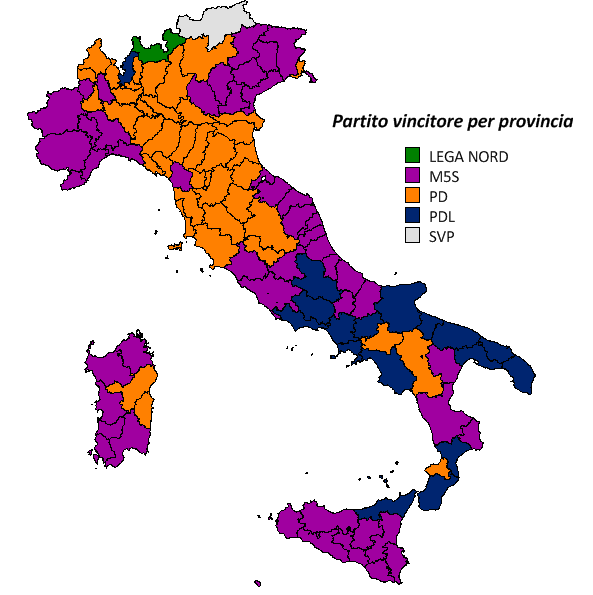 Partito vincitore per provincia
LEGA NORD
M5S
PD
PDL
SVP